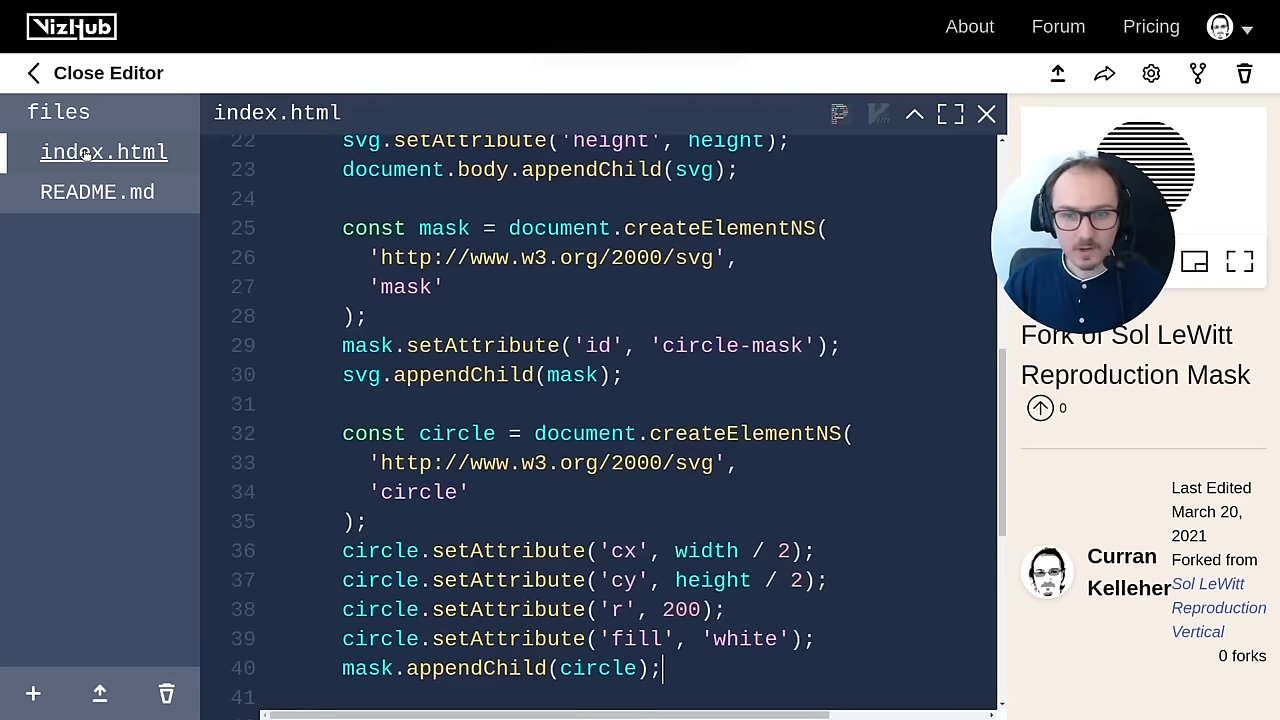 VizHub
About
Forum
Pricing
Close Editor
files
index.html
README.md
index.html
22 svg.setAttribute('height', height);
23 document.body.appendChild(svg);
24
25 const mask = document.createElementNS(
26 'http://www.w3.org/2000/svg',
27 'mask'
28 );
29 mask.setAttribute('id', 'circle-mask');
30 svg.appendChild(mask);
31
32 const circle = document.createElementNS(
33 'http://www.w3.org/2000/svg',
34 'circle'
35 );
36 circle.setAttribute('cx', width / 2);
37 circle.setAttribute('cy', height / 2);
38 circle.setAttribute('r', 200);
39 circle.setAttribute('fill', 'white');
40 mask.appendChild(circle);
41
Fork of Sol LeWitt
Reproduction Mask
0
Curran
Kelleher
Last Edited
March 20,
2021
Forked from
Sol LeWitt
Reproduction
Vertical
0 forks